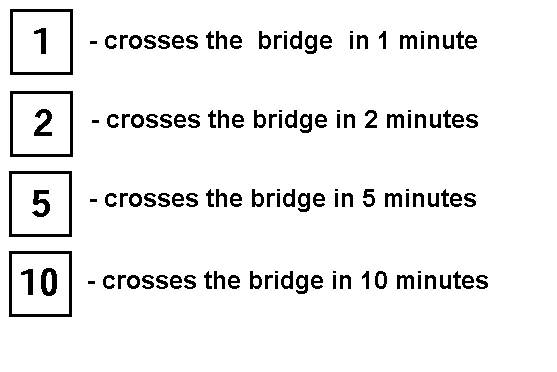 1 - crosses the bridge in 1 minute
2 - crosses the bridge in 2 minutes
5 - crosses the bridge in 5 minutes
10 - crosses the bridge in 10 minutes